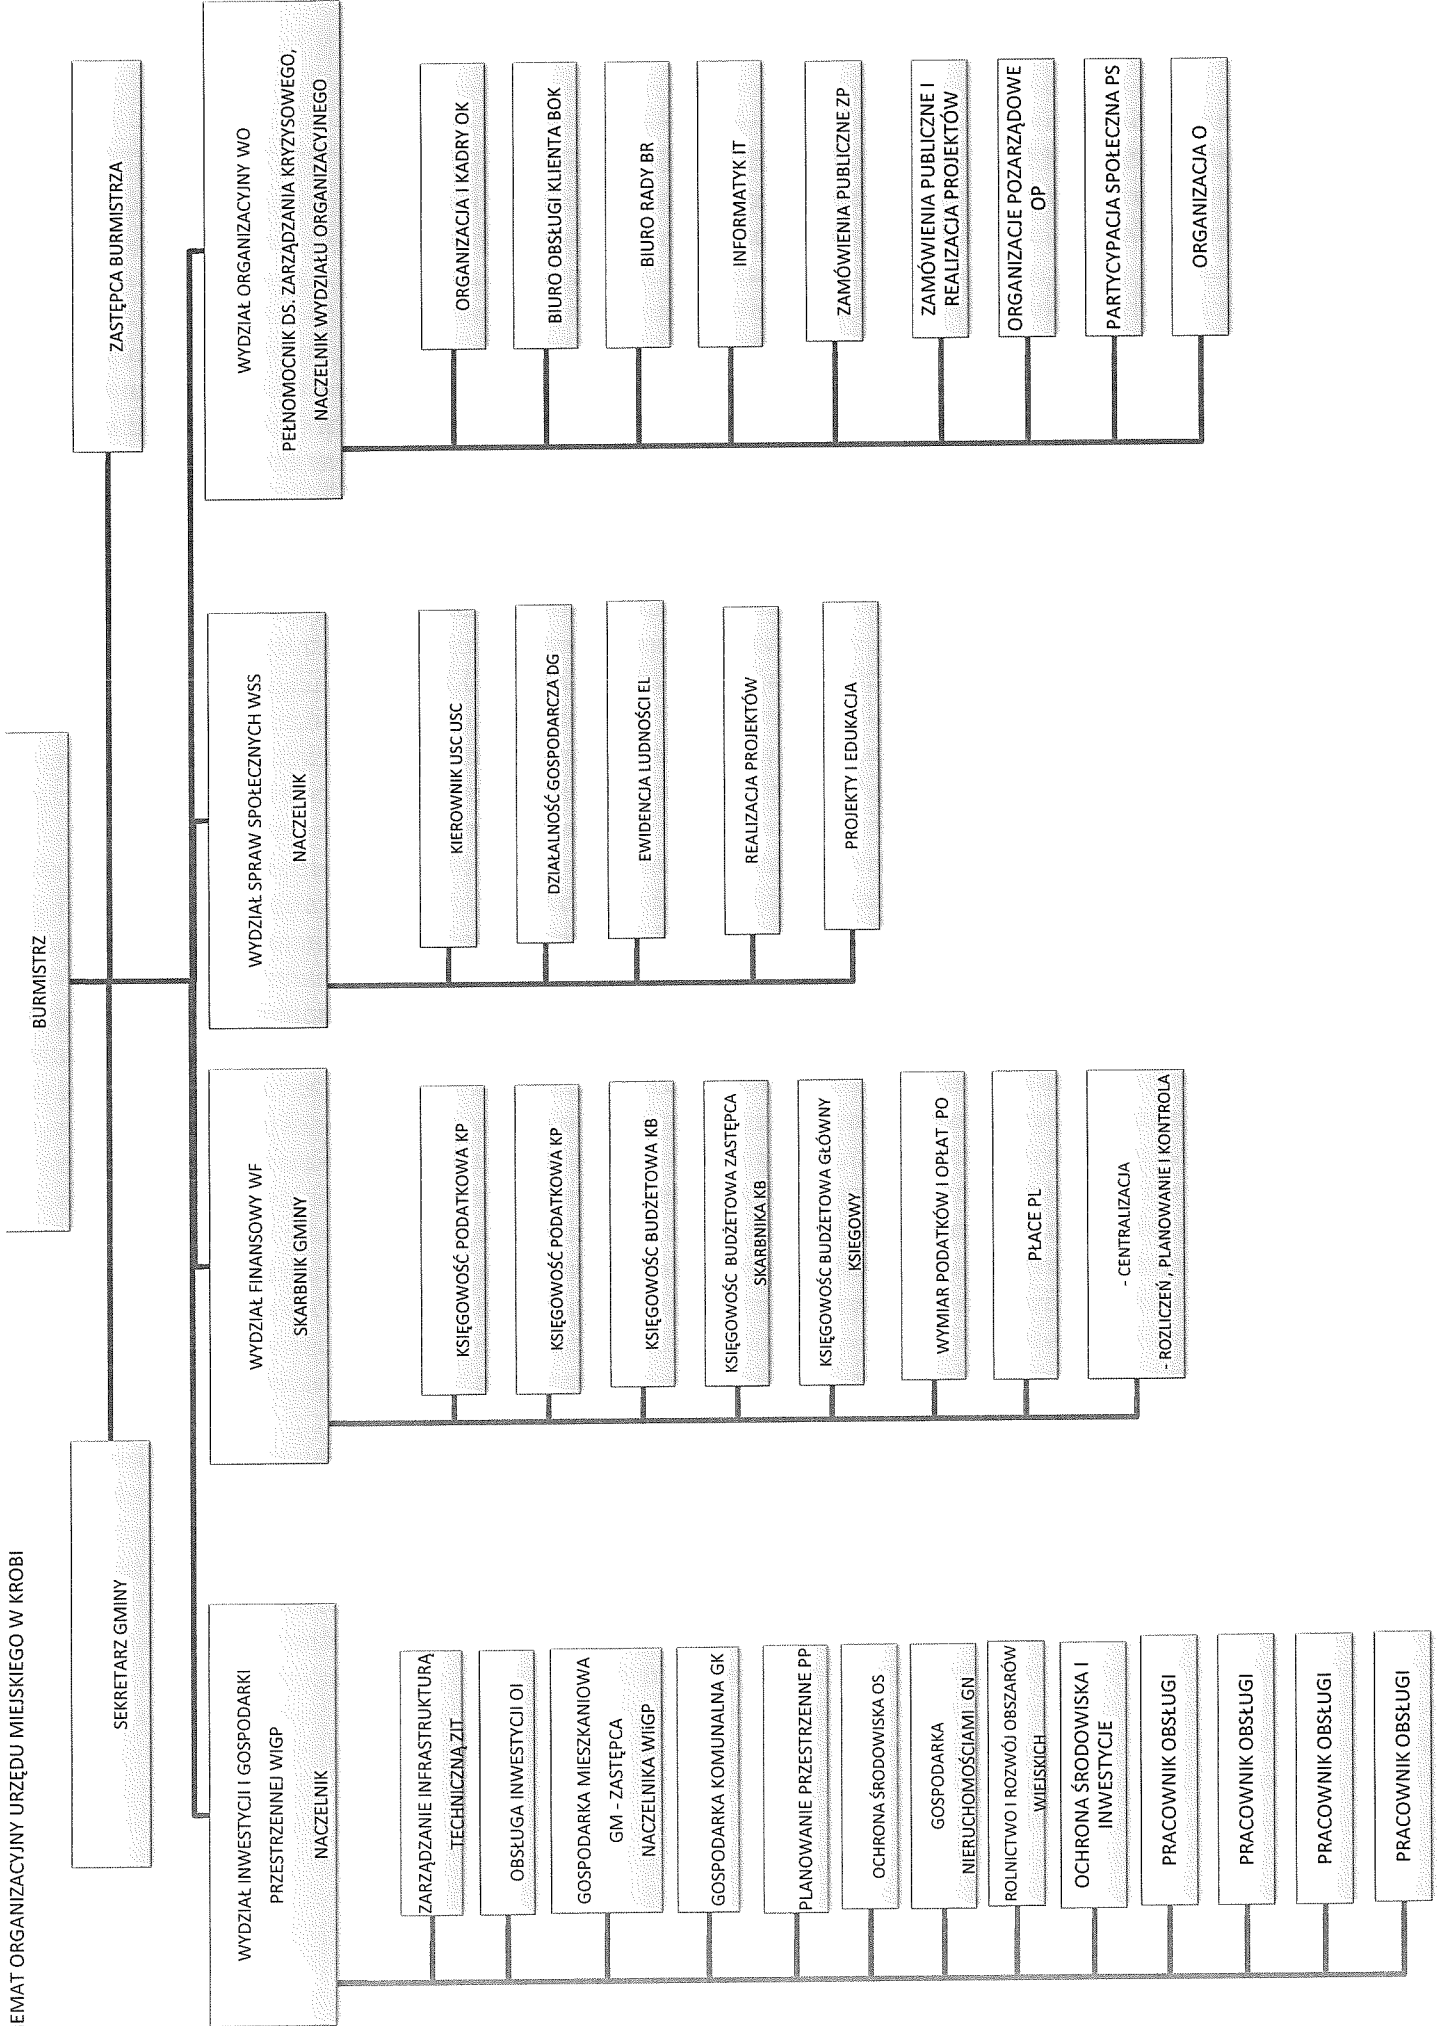 EMAT ORGANIZACYJNY URZĘDU MIEJSKIEGO W KROBI
BURMISTRZ
SEKRETARZ GMINY
ZASTĘPCA BURMISTRZA
WYDZIAŁ INWESTYCJI I GOSPODARKI
PRZESTRZENNEJ WIGP
NACZELNIK
ZARZĄDZANIE INFRASTRUKTURĄ
TECHNICZNĄ ZIT
OBSŁUGA INWESTYCJI OI
GOSPODARKA MIESZKANIOWA
GM - ZASTĘPCA
NACZELNIKA WIiGP
GOSPODARKA KOMUNALNA GK
PLANOWANIE PRZESTRZENNE PP
OCHRONA ŚRODOWISKA OS
GOSPODARKA
NIERUCHOMOŚCIAMI GN
ROLNICTWO I ROZWÓJ OBSZARÓW
WIEJSKICH
OCHRONA ŚRODOWISKA I
INWESTYCJE
PRACOWNIK OBSŁUGI
PRACOWNIK OBSŁUGI
PRACOWNIK OBSŁUGI
PRACOWNIK OBSŁUGI
WYDZIAŁ FINANSOWY WF
SKARBNIK GMINY
KSIĘGOWOŚĆ PODATKOWA KP
KSIĘGOWOŚĆ PODATKOWA KP
KSIĘGOWOŚC BUDŻETOWA KB
KSIĘGOWOŚC BUDŻETOWA ZASTĘPCA
SKARBNIKA KB
KSIĘGOWOŚC BUDŻETOWA GŁÓWNY
KSIEGOWY
WYMIAR PODATKÓW I OPŁAT PO
PŁACE PL
- CENTRALIZACJA
- ROZLICZEŃ , PLANOWANIE I KONTROLA
WYDZIAŁ SPRAW SPOŁECZNYCH WSS
NACZELNIK
KIEROWNIK USC USC
DZIAŁALNOŚĆ GOSPODARCZA DG
EWIDENCJA LUDNOŚCI EL
REALIZACJA PROJEKTÓW
PROJEKTY I EDUKACJA
WYDZIAŁ ORGANIZACYJNY WO
PEŁNOMOCNIK DS. ZARZĄDZANIA KRYZYSOWEGO,
NACZELNIK WYDZIAŁU ORGANIZACYJNEGO
ORGANIZACJA I KADRY OK
BIURO OBSŁUGI KLIENTA BOK
BIURO RADY BR
INFORMATYK IT
ZAMÓWIENIA PUBLICZNE ZP
ZAMÓWIENIA PUBLICZNE I
REALIZACJA PROJEKTÓW
ORGANIZACJE POZARZĄDOWE
OP
PARTYCYPACJA SPOŁECZNA PS
ORGANIZACJA O